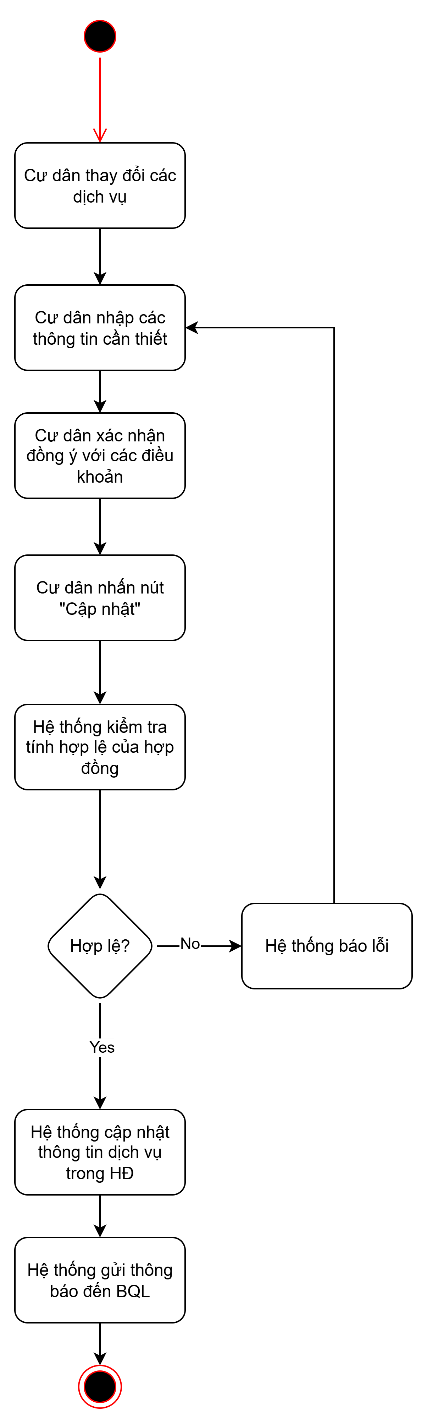 Cư dân thay đổi các
dịch vụ
Cư dân nhập các
thông tin cần thiết
Cư dân xác nhận
đồng ý với các điều
khoản
Cư dân nhấn nút
"Cập nhật"
Hệ thống kiểm tra
tính hợp lệ của hợp
đồng
Hợp lệ?
No
Hệ thống báo lỗi
Yes
Hệ thống cập nhật
thông tin dịch vụ
trong HĐ
Hệ thống gửi thông
báo đến BQL